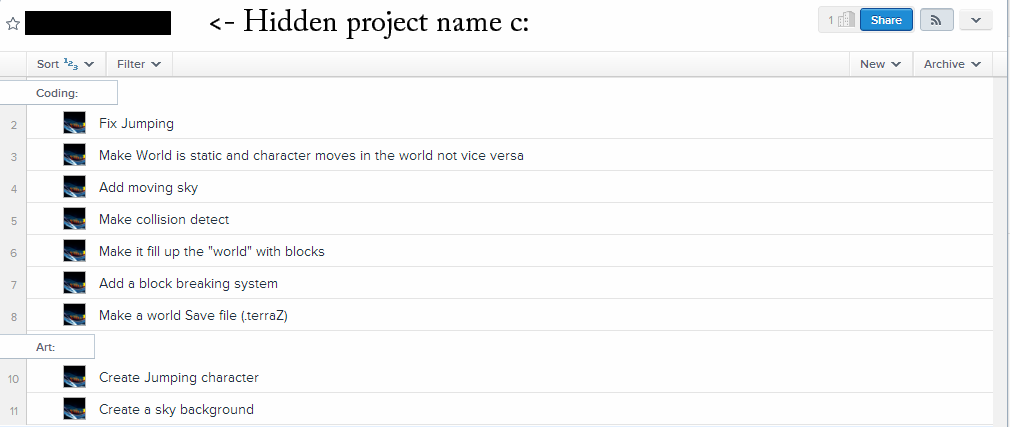 <- Hidden project name c:
1 Share
Sort 123 Filter New Archive
Coding:
2 Fix Jumping
3 Make World is static and character moves in the world not vice versa
4 Add moving sky
5 Make collision detect
6 Make it fill up the "world" with blocks
7 Add a block breaking system
8 Make a world Save file (.terraZ)
Art:
10 Create Jumping character
11 Create a sky background